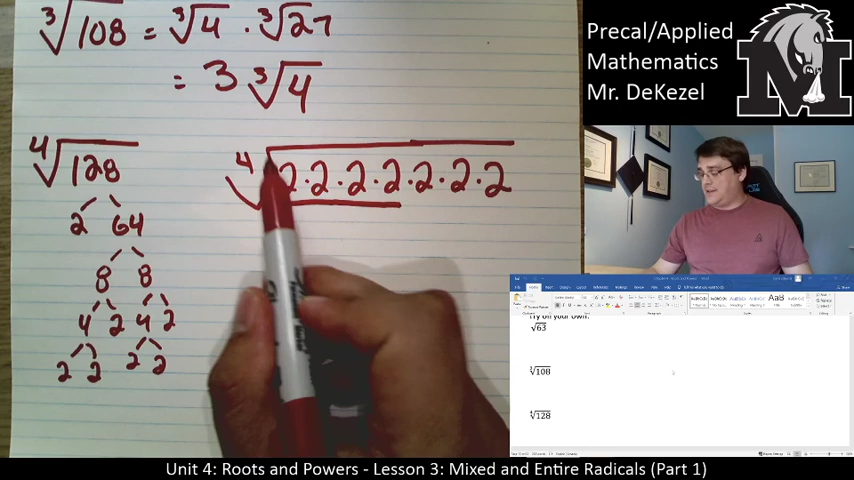 ∛108 = ∛4 · ∛27
= 3 ∛4
∜128
2 64
8 8
4 2 4 2
2 2 2 2
∜2·2·2·2·2·2·2
Precal/Applied
Mathematics
Mr. DeKezel
M
Try on your own:
√63
∛108
∜128
Unit 4: Roots and Powers - Lesson 3: Mixed and Entire Radicals (Part 1)